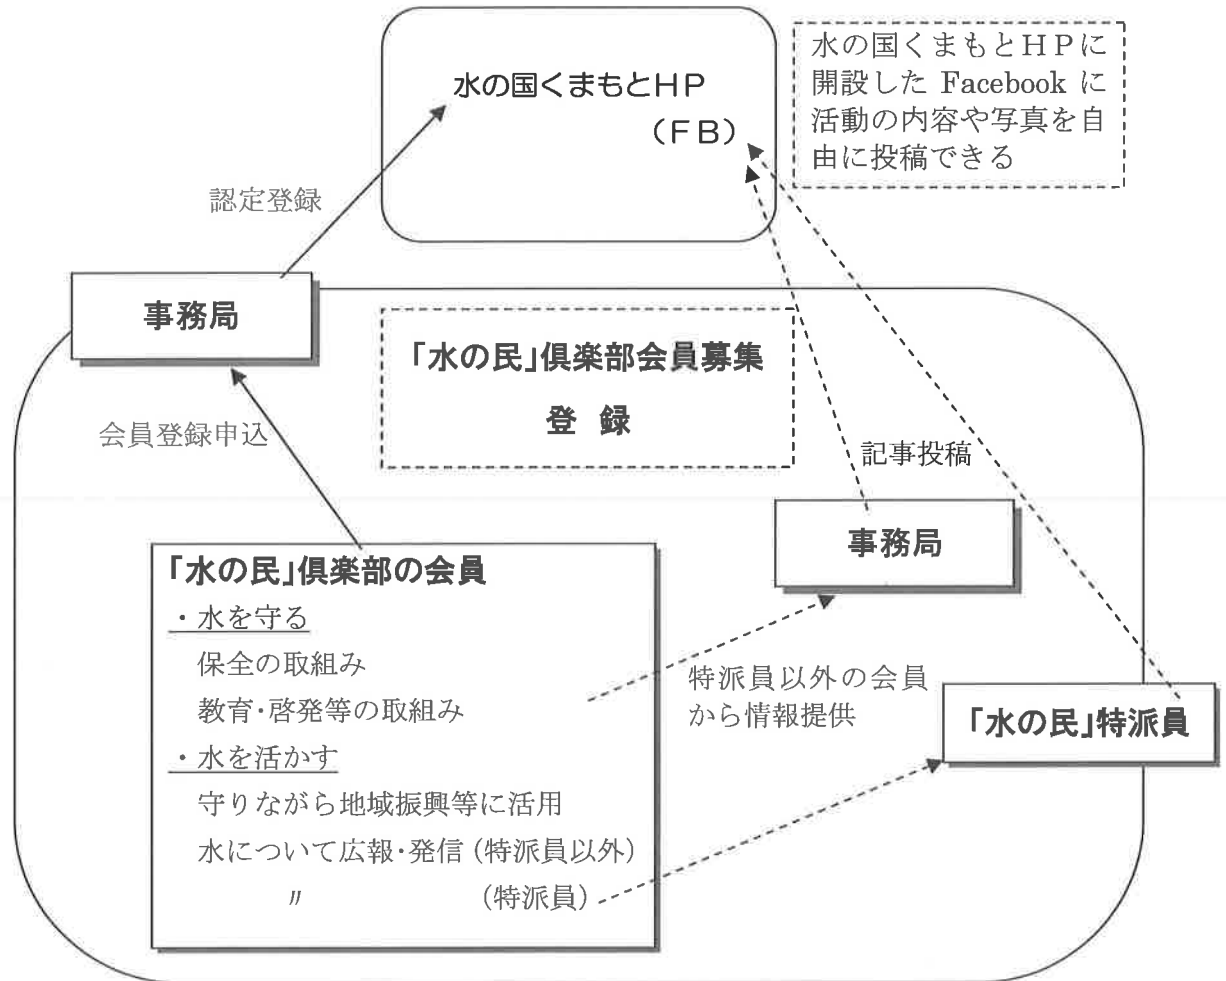 水の国くまもとHP
(FB)
水の国くまもとHPに
開設した Facebook に
活動の内容や写真を自
由に投稿できる
認定登録
事務局
「水の民」倶楽部会員募集
登 録
会員登録申込
記事投稿
事務局
「水の民」倶楽部の会員
・水を守る
保全の取組み
教育・啓発等の取組み
・水を活かす
守りながら地域振興等に活用
水について広報・発信(特派員以外)
〃 (特派員)
特派員以外の会員
から情報提供
「水の民」特派員